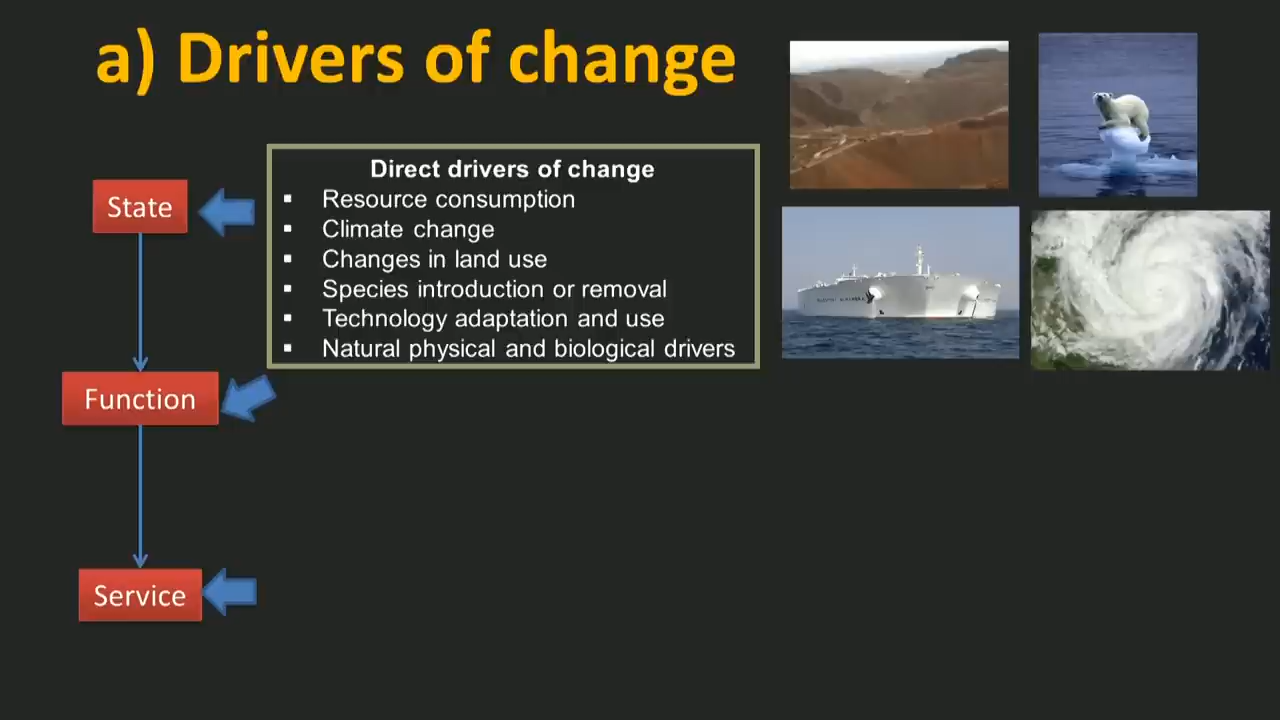 a) Drivers of change
Direct drivers of change
▪ Resource consumption
▪ Climate change
▪ Changes in land use
▪ Species introduction or removal
▪ Technology adaptation and use
▪ Natural physical and biological drivers
State
Function
Service